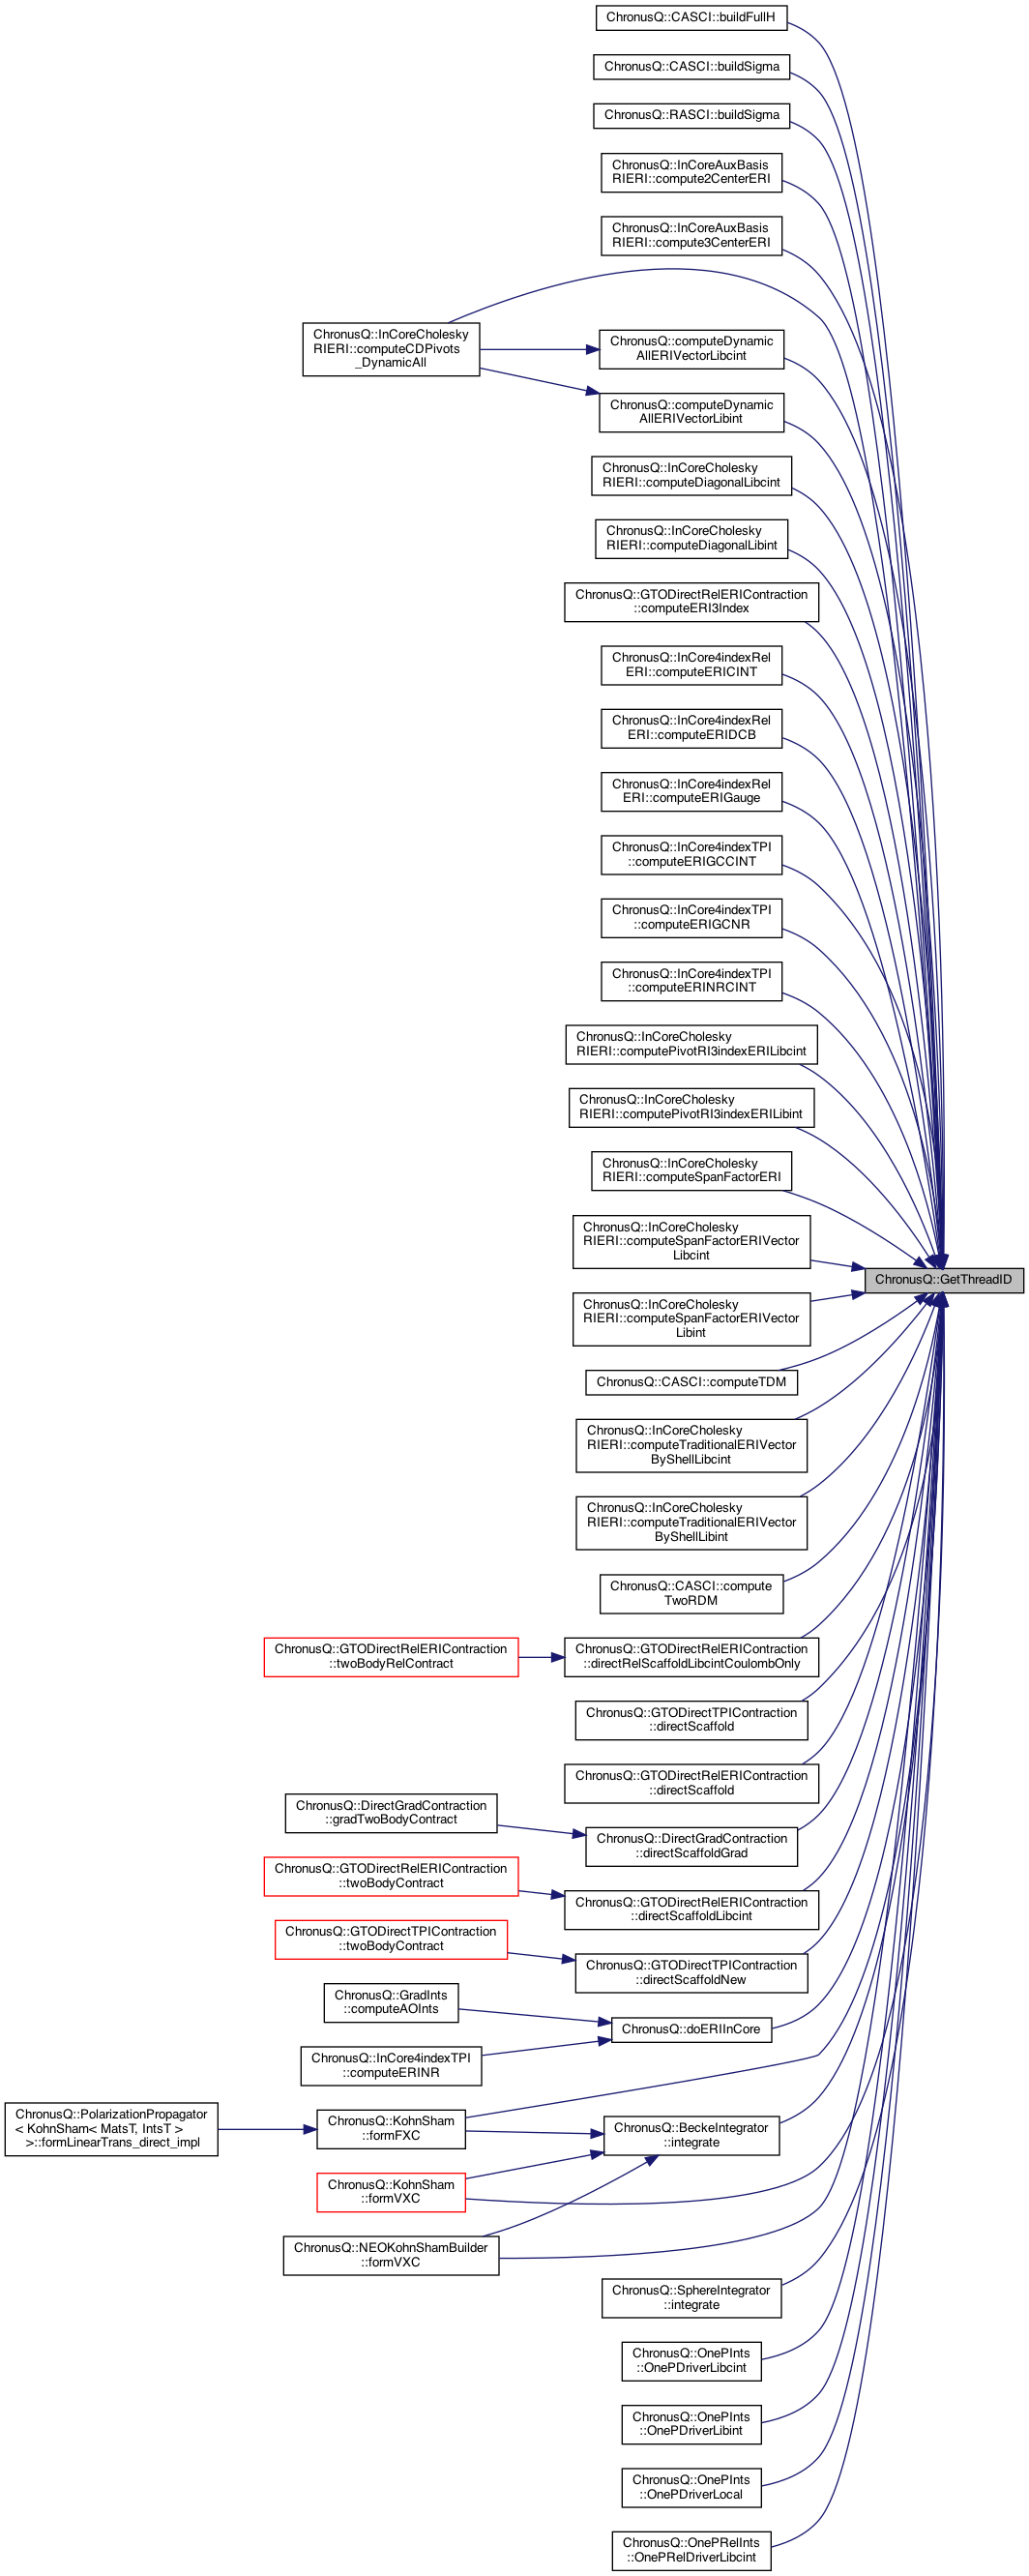 ChronusQ::CASCI::buildFullH
ChronusQ::CASCI::buildSigma
ChronusQ::RASCI::buildSigma
ChronusQ::InCoreAuxBasis
RIERI::compute2CenterERI
ChronusQ::InCoreAuxBasis
RIERI::compute3CenterERI
ChronusQ::InCoreCholesky
RIERI::computeCDPivots
_DynamicAll
ChronusQ::computeDynamic
AllERIVectorLibcint
ChronusQ::computeDynamic
AllERIVectorLibint
ChronusQ::InCoreCholesky
RIERI::computeDiagonalLibcint
ChronusQ::InCoreCholesky
RIERI::computeDiagonalLibint
ChronusQ::GTODirectRelERIContraction
::computeERI3Index
ChronusQ::InCore4indexRel
ERI::computeERICINT
ChronusQ::InCore4indexRel
ERI::computeERIDCB
ChronusQ::InCore4indexRel
ERI::computeERIGauge
ChronusQ::InCore4indexTPI
::computeERIGCCINT
ChronusQ::InCore4indexTPI
::computeERIGCNR
ChronusQ::InCore4indexTPI
::computeERINRCINT
ChronusQ::InCoreCholesky
RIERI::computePivotRI3indexERILibcint
ChronusQ::InCoreCholesky
RIERI::computePivotRI3indexERILibint
ChronusQ::InCoreCholesky
RIERI::computeSpanFactorERI
ChronusQ::InCoreCholesky
RIERI::computeSpanFactorERIVector
Libcint
ChronusQ::GetThreadID
ChronusQ::InCoreCholesky
RIERI::computeSpanFactorERIVector
Libint
ChronusQ::CASCI::computeTDM
ChronusQ::InCoreCholesky
RIERI::computeTraditionalERIVector
ByShellLibcint
ChronusQ::InCoreCholesky
RIERI::computeTraditionalERIVector
ByShellLibint
ChronusQ::CASCI::compute
TwoRDM
ChronusQ::GTODirectRelERIContraction
::twoBodyRelContract
ChronusQ::GTODirectRelERIContraction
::directRelScaffoldLibcintCoulombOnly
ChronusQ::GTODirectTPIContraction
::directScaffold
ChronusQ::GTODirectRelERIContraction
::directScaffold
ChronusQ::DirectGradContraction
::gradTwoBodyContract
ChronusQ::DirectGradContraction
::directScaffoldGrad
ChronusQ::GTODirectRelERIContraction
::twoBodyContract
ChronusQ::GTODirectRelERIContraction
::directScaffoldLibcint
ChronusQ::GTODirectTPIContraction
::twoBodyContract
ChronusQ::GTODirectTPIContraction
::directScaffoldNew
ChronusQ::GradInts
::computeAOInts
ChronusQ::doERIInCore
ChronusQ::InCore4indexTPI
::computeERINR
ChronusQ::PolarizationPropagator
< KohnSham< MatsT, IntsT >
>::formLinearTrans_direct_impl
ChronusQ::KohnSham
::formFXC
ChronusQ::BeckeIntegrator
::integrate
ChronusQ::KohnSham
::formVXC
ChronusQ::NEOKohnShamBuilder
::formVXC
ChronusQ::SphereIntegrator
::integrate
ChronusQ::OnePInts
::OnePDriverLibcint
ChronusQ::OnePInts
::OnePDriverLibint
ChronusQ::OnePInts
::OnePDriverLocal
ChronusQ::OnePRelInts
::OnePRelDriverLibcint